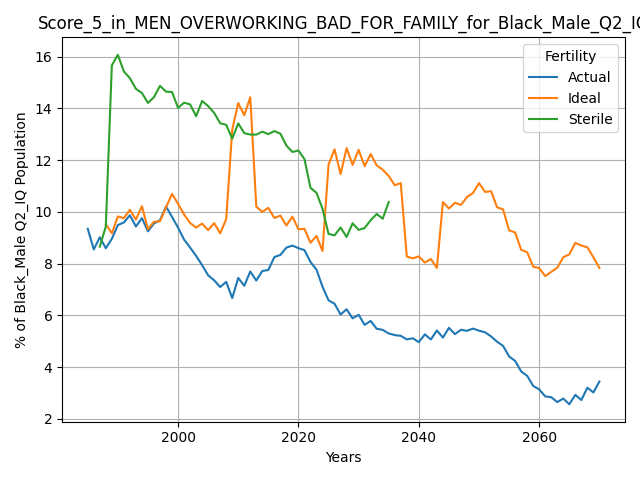 Score_5_in_MEN_OVERWORKING_BAD_FOR_FAMILY_for_Black_Male_Q2_IQ
Fertility
Actual
Ideal
Sterile
16
14
12
10
8
6
4
2
% of Black_Male Q2_IQ Population
2000
2020
2040
2060
Years